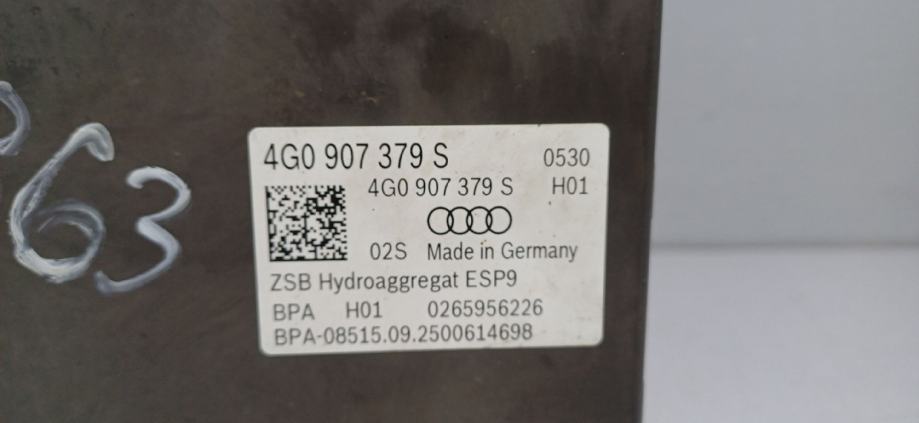 63
4G0 907 379 S 0530
4G0 907 379 S H01
02S Made in Germany
ZSB Hydroaggregat ESP9
BPA H01 0265956226
BPA-08515.09.2500614698